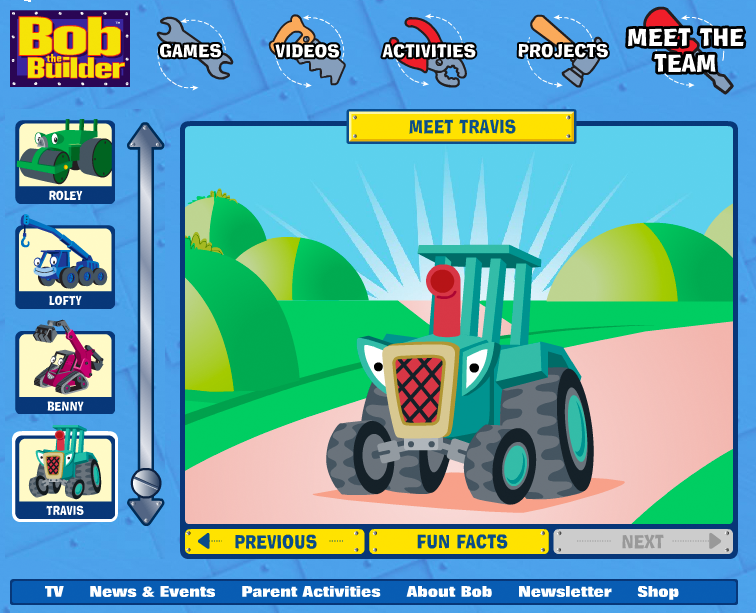 Bob
the
Builder
GAMES
VIDEOS
ACTIVITIES
PROJECTS
MEET THE
TEAM
MEET TRAVIS
ROLEY
LOFTY
BENNY
TRAVIS
PREVIOUS
FUN FACTS
NEXT
TV News & Events Parent Activities About Bob Newsletter Shop